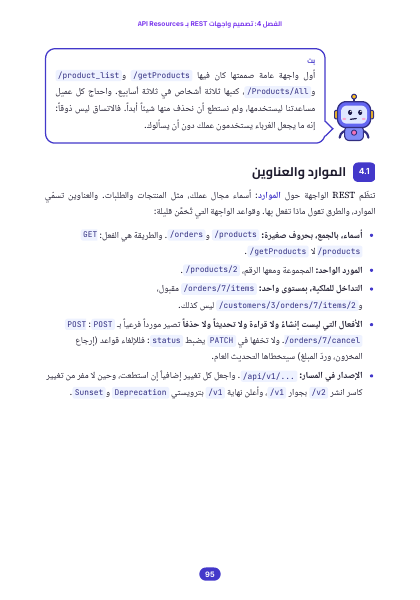 الفصل 4: تصميم واجهات REST بـ API Resources
بت
أول واجهة عامة صممتها كان فيها /getProducts و /product_list
و /Products/All، كتبها ثلاثة أشخاص في ثلاثة أسابيع. واحتاج كل عميل
مساعدتنا ليستخدمها، ولم نستطع أن نحذف منها شيئاً أبداً. فالاتساق ليس ذوقاً:
إنه ما يجعل الغرباء يستخدمون عملك دون أن يسألوك.
4.1 الموارد والعناوين
تنظّم REST الواجهة حول الموارد: أسماء مجال عملك، مثل المنتجات والطلبات. والعناوين تسمّي
الموارد، والطرق تقول ماذا تفعل بها. وقواعد الواجهة التي تُخمَّن قليلة:
• أسماء، بالجمع، بحروف صغيرة: /products و /orders. والطريقة هي الفعل: GET
/products لا /getProducts.
• المورد الواحد: المجموعة ومعها الرقم، /products/2.
• التداخل للملكية، بمستوى واحد: /orders/7/items مقبول،
و /customers/3/orders/7/items/2 ليس كذلك.
• الأفعال التي ليست إنشاءً ولا قراءة ولا تحديثاً ولا حذفاً تصير مورداً فرعياً بـ POST: POST
/orders/7/cancel. ولا تخفها في PATCH يضبط status: فللإلغاء قواعد (إرجاع
المخزون، وردّ المبلغ) سيتخطاها التحديث العام.
• الإصدار في المسار: /api/v1/.... واجعل كل تغيير إضافياً إن استطعت، وحين لا مفر من تغيير
كاسر انشر /v2 بجوار /v1، وأعلن نهاية /v1 بترويستي Deprecation و Sunset.
95